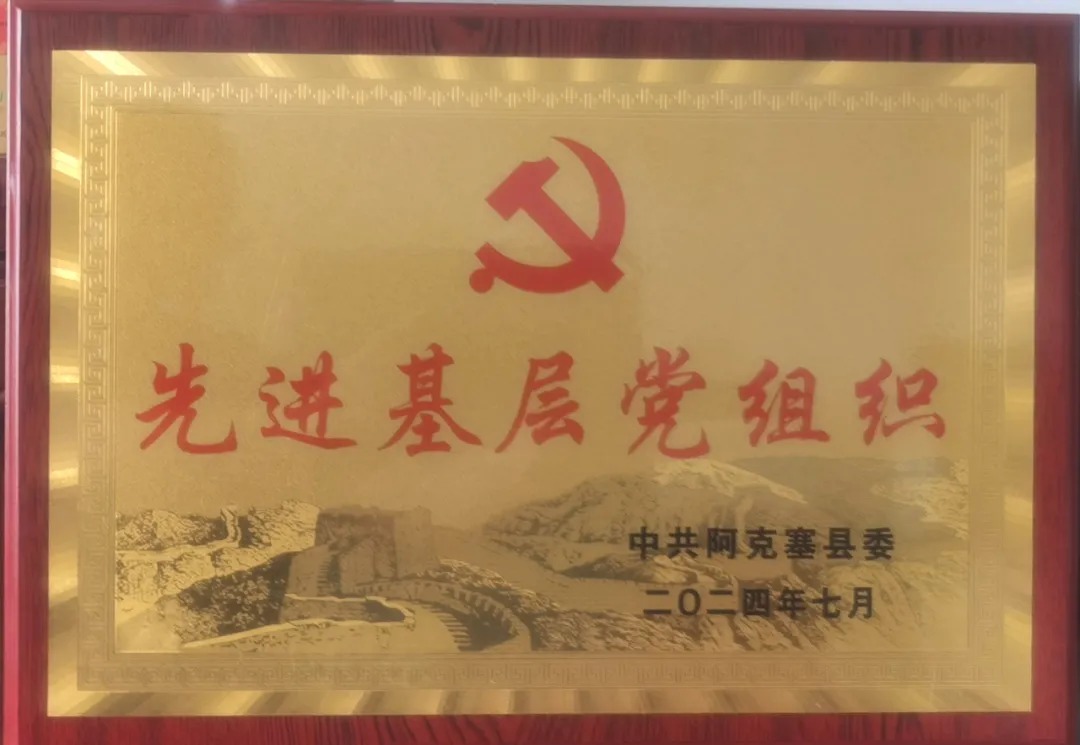 先进基层党组织
中共阿克塞县委
二〇二四年七月